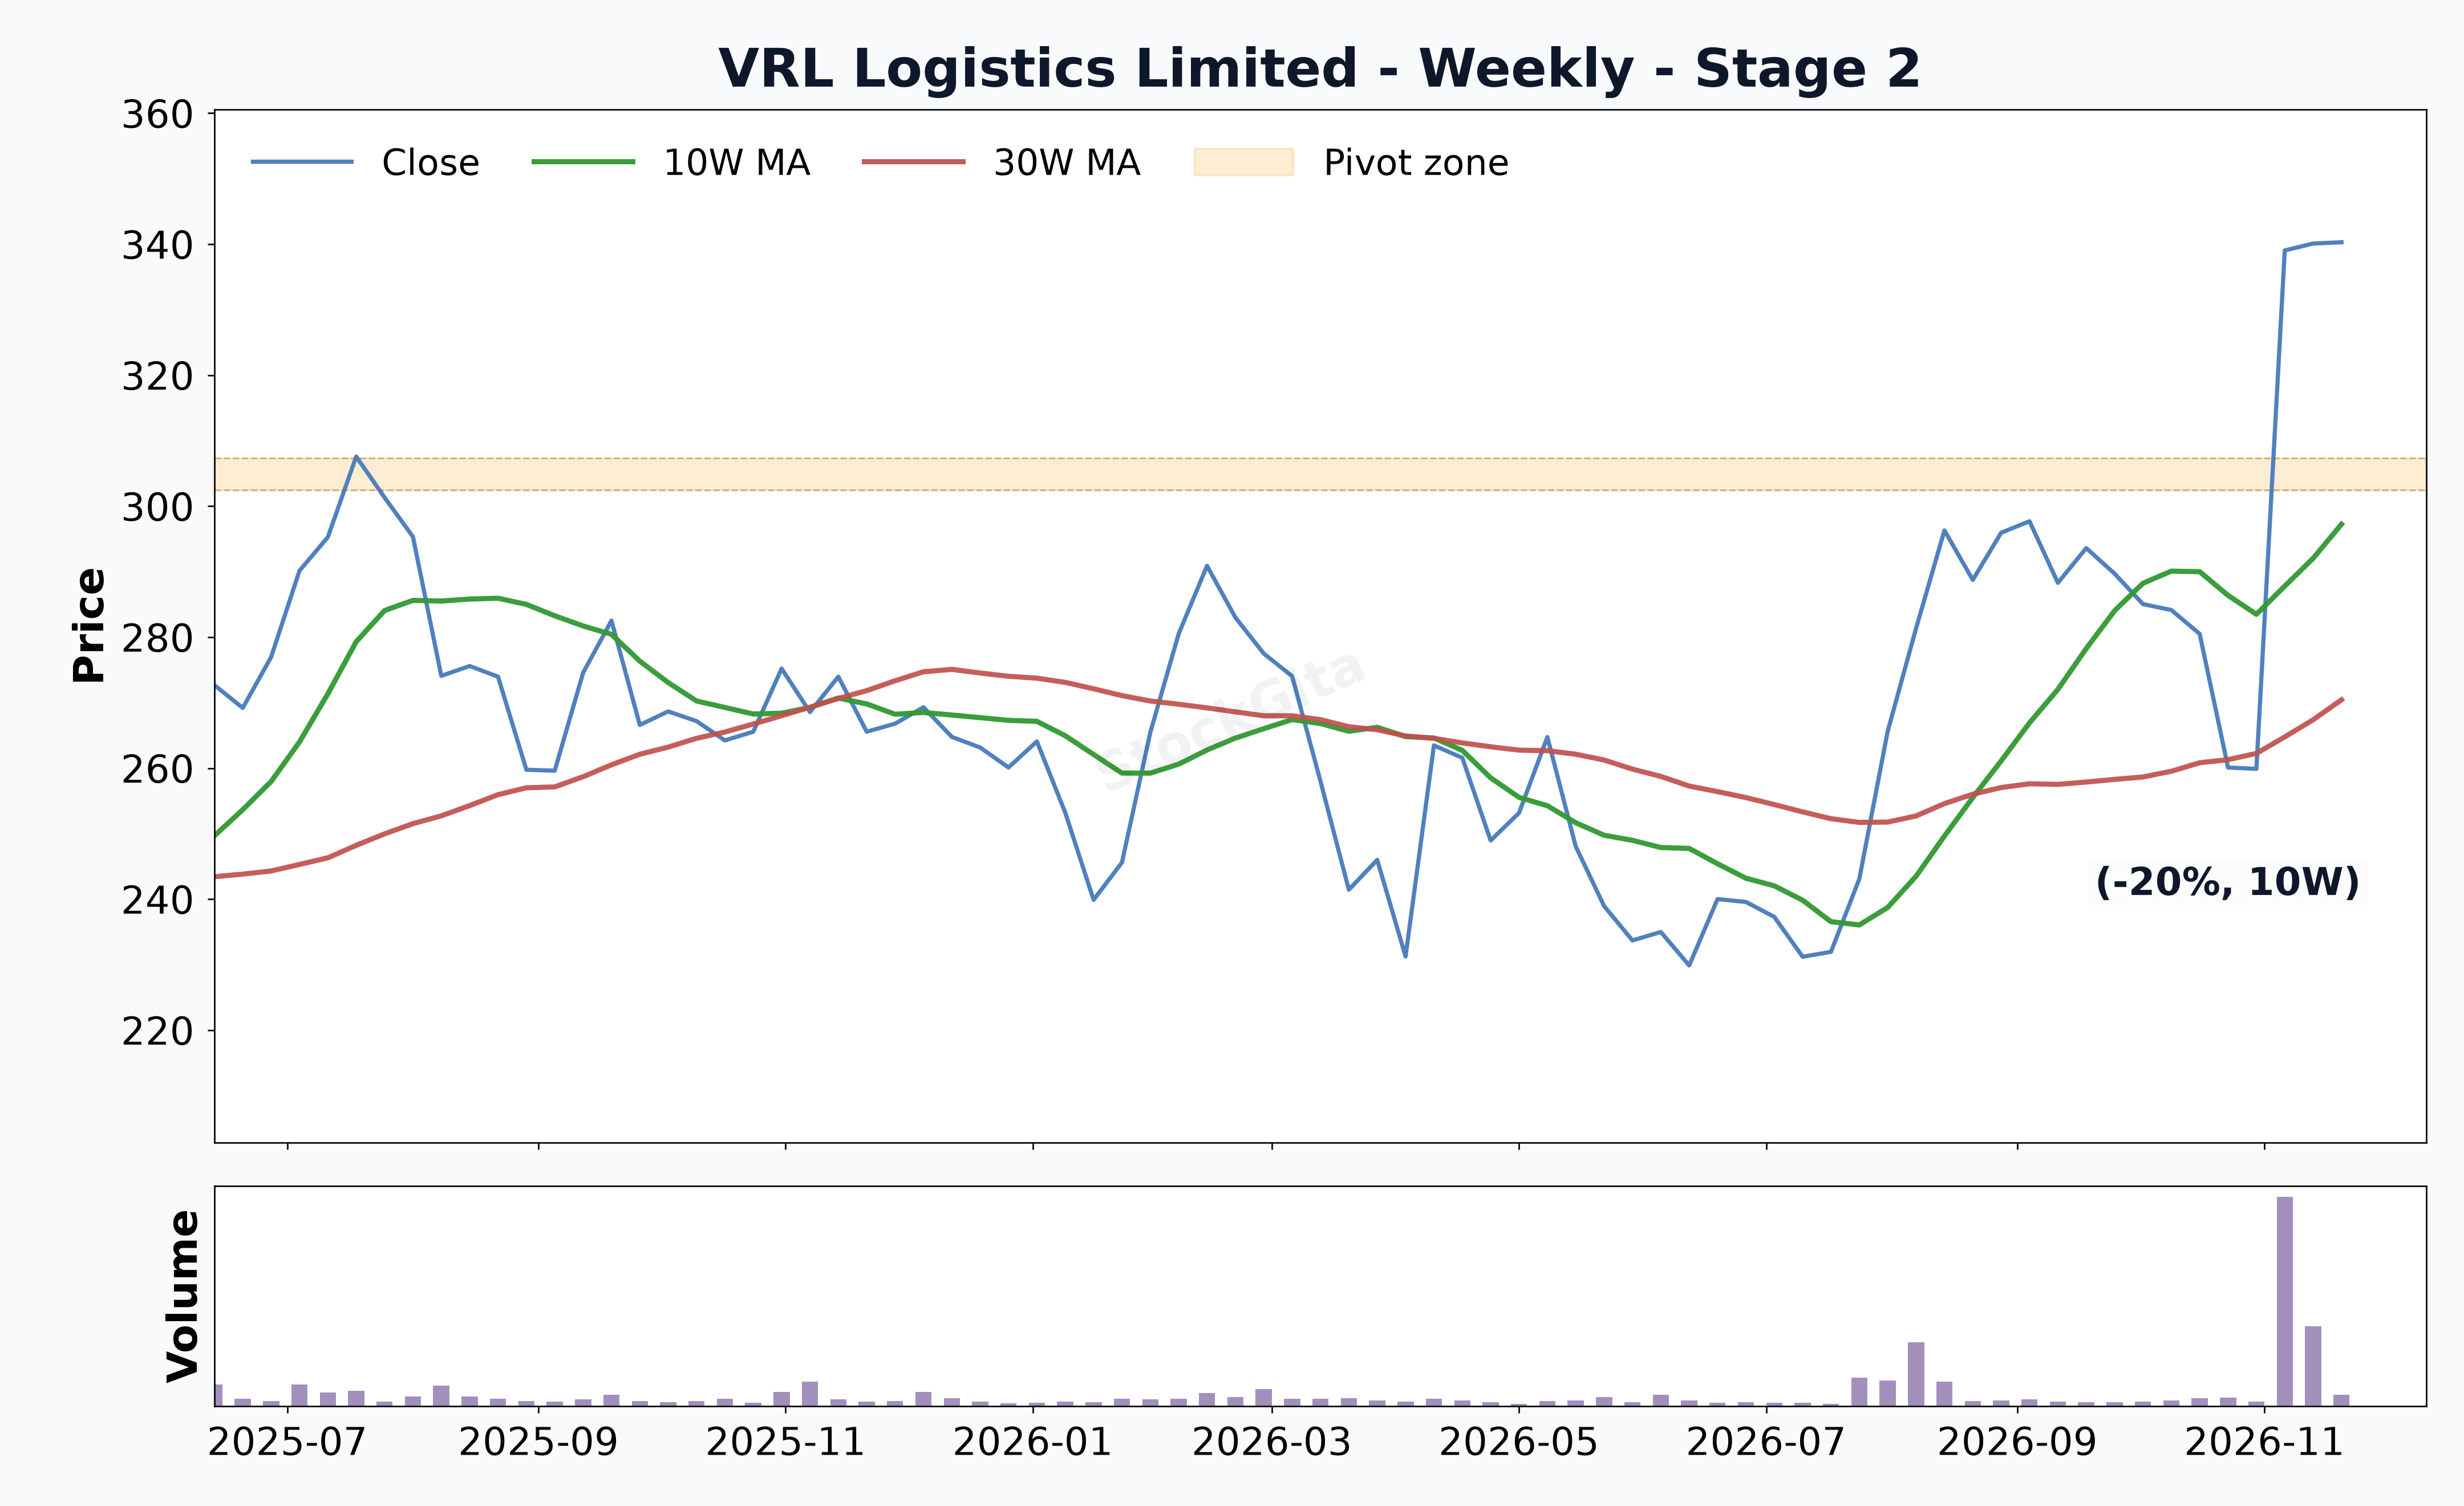 VRL Logistics Limited - Weekly - Stage 2
360
Close
10W MA
30W MA
Pivot zone
340
320
300
280
260
240
220
Price
StockGita
(-20%, 10W)
Volume
2025-07
2025-09
2025-11
2026-01
2026-03
2026-05
2026-07
2026-09
2026-11